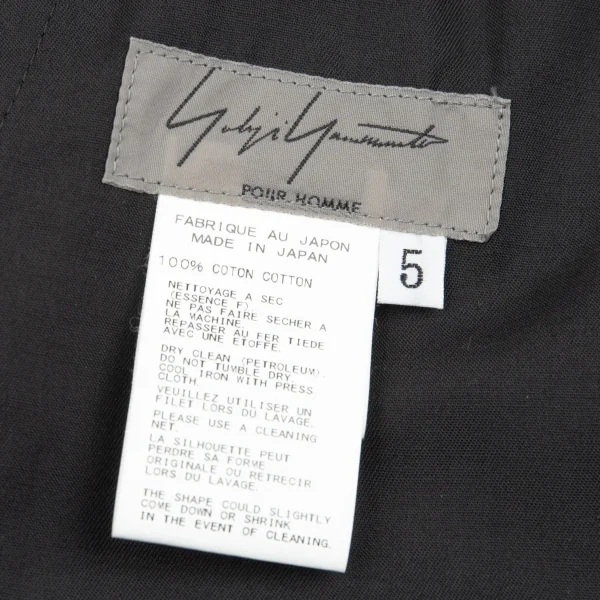 Yohji Yamamoto
POUR HOMME
FABRIQUE AU JAPON
MADE IN JAPAN
5
100% COTON COTTON
NETTOYAGE A SEC
(ESSENCE F)
NE PAS FAIRE SECHER A
LA MACHINE.
REPASSER AU FER TIEDE
AVEC UNE ETOFFE.
DRY CLEAN (PETROLEUM).
DO NOT TUMBLE DRY.
COOL IRON WITH PRESS
CLOTH.
VEUILLEZ UTILISER UN
FILET LORS DU LAVAGE.
PLEASE USE A CLEANING
NET.
LA SILHOUETTE PEUT
PERDRE SA FORME
ORIGINALE OU RETRECIR
LORS DU LAVAGE.
THE SHAPE COULD SLIGHTLY
COME DOWN OR SHRINK
IN THE EVENT OF CLEANING.